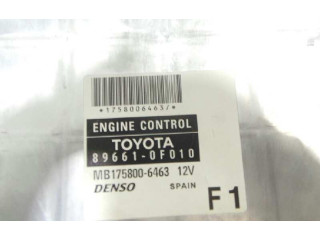 *1758006463/*
ENGINE CONTROL
TOYOTA
89661-0F010
MB175800-6463 12V
DENSO SPAIN
F1